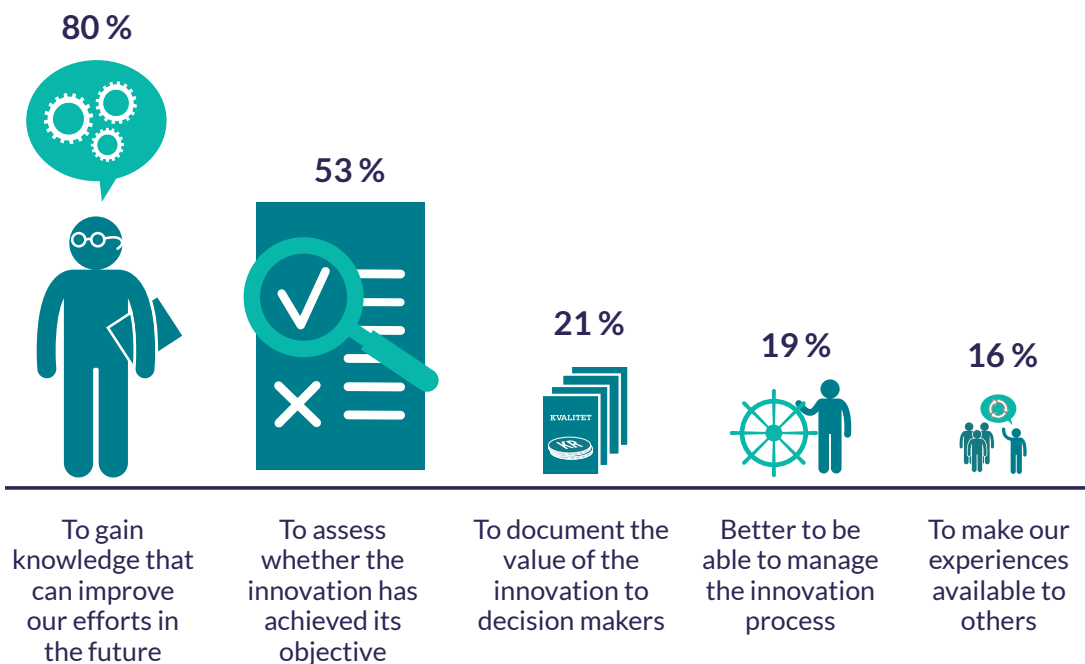 80 %
53 %
21 %
19 %
16 %
KVALITET
KR
To gain
knowledge that
can improve
our efforts in
the future
To assess
whether the
innovation has
achieved its
objective
To document the
value of the
innovation to
decision makers
Better to be
able to manage
the innovation
process
To make our
experiences
available to
others